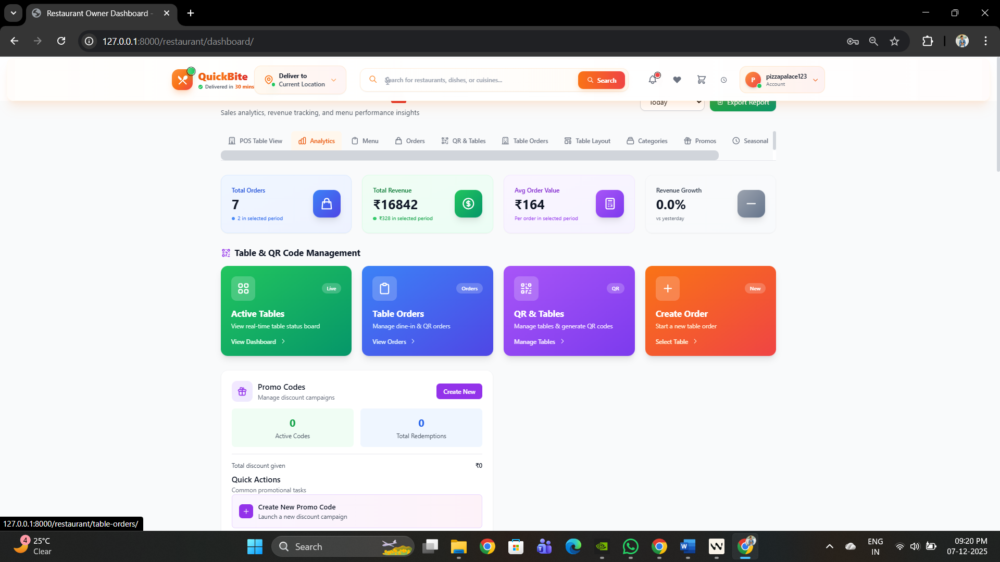 Restaurant Owner Dashboard -
127.0.0.1:8000/restaurant/dashboard/
QuickBite
Delivered in 30 mins
Deliver to
Current Location
Search for restaurants, dishes, or cuisines...
Search
P
pizzapalace123
Account
Today
Export Report
Sales analytics, revenue tracking, and menu performance insights
POS Table View
Analytics
Menu
Orders
QR & Tables
Table Orders
Table Layout
Categories
Promos
Seasonal
Total Orders
7
2 in selected period
Total Revenue
₹16842
₹328 in selected period
Avg Order Value
₹164
Per order in selected period
Revenue Growth
0.0%
vs yesterday
Table & QR Code Management
Live
Active Tables
View real-time table status board
View Dashboard
Orders
Table Orders
Manage dine-in & QR orders
View Orders
QR
QR & Tables
Manage tables & generate QR codes
Manage Tables
New
Create Order
Start a new table order
Select Table
Promo Codes
Manage discount campaigns
Create New
0
Active Codes
0
Total Redemptions
Total discount given
₹0
Quick Actions
Common promotional tasks
Create New Promo Code
Launch a new discount campaign
127.0.0.1:8000/restaurant/table-orders/
4
25°C
Clear
Search
ENG
IN
09:20 PM
07-12-2025